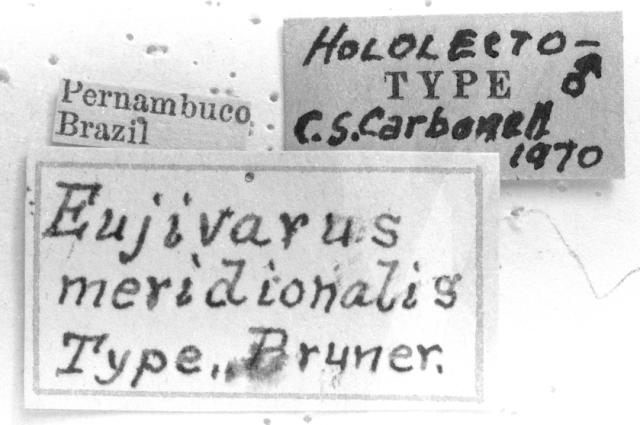 Pernambuco
Brazil
HOLOLECTO-
TYPE ♂
C.S. Carbonell
1970
Eujivarus
meridionalis
Type., Bruner.